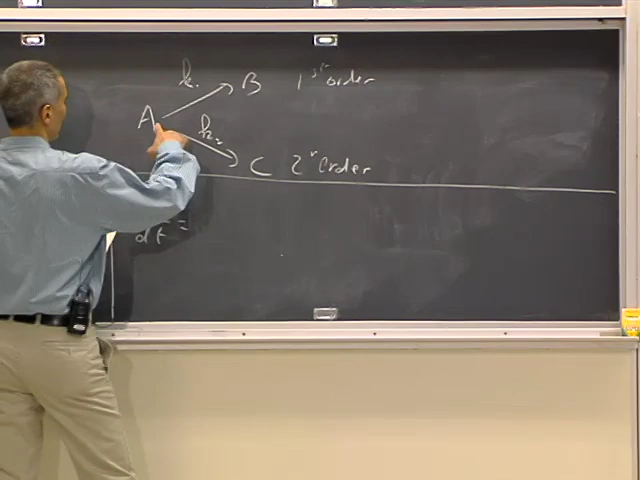 k₁ B 1st order
A
k₂ C 2nd order
dt =